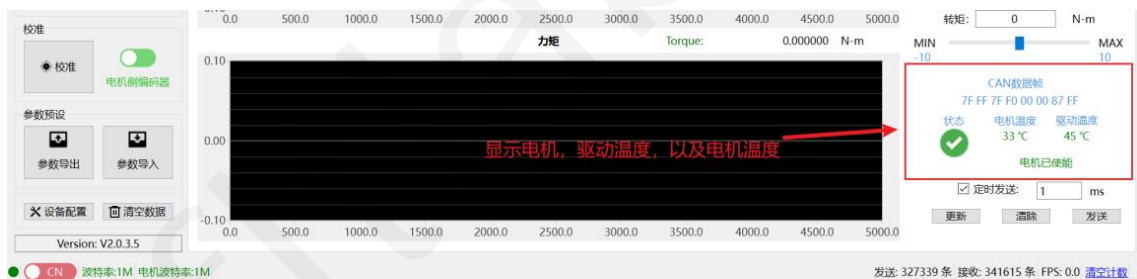 0.0 500.0 1000.0 1500.0 2000.0 2500.0 3000.0 3500.0 4000.0 4500.0 5000.0
力矩 Torque: 0.000000 N-m
校准
校准
电机侧编码器
参数预设
参数导出 参数导入
设备配置 清空数据
Version: V2.0.3.5
0.10
0.00
-0.10
0.0 500.0 1000.0 1500.0 2000.0 2500.0 3000.0 3500.0 4000.0 4500.0 5000.0
显示电机，驱动温度，以及电机温度
转矩: 0 N-m
MIN MAX
-10 10
CAN数据帧
7F FF 7F F0 00 00 87 FF
状态 电机温度 驱动温度
33 ℃ 45 ℃
电机已使能
定时发送: 1 ms
更新 清除 发送
CN 波特率:1M 电机波特率:1M
发送: 327339 条 接收: 341615 条 FPS: 0.0 清空计数